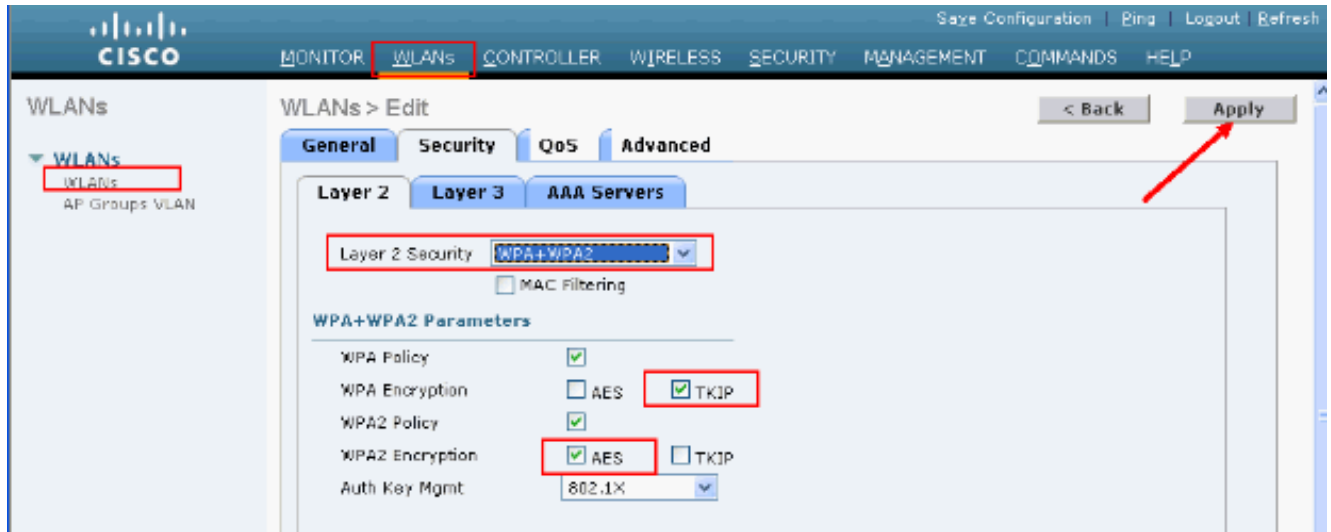 Save Configuration | Ping | Logout | Refresh
CISCO
MONITOR WLANs CONTROLLER WIRELESS SECURITY MANAGEMENT COMMANDS HELP
WLANs
WLANs > Edit
< Back
Apply
General Security QoS Advanced
WLANs
WLANs
AP Groups VLAN
Layer 2 Layer 3 AAA Servers
Layer 2 Security WPA+WPA2
MAC Filtering
WPA+WPA2 Parameters
WPA Policy
WPA Encryption AES TKIP
WPA2 Policy
WPA2 Encryption AES TKIP
Auth Key Mgmt 802.1X